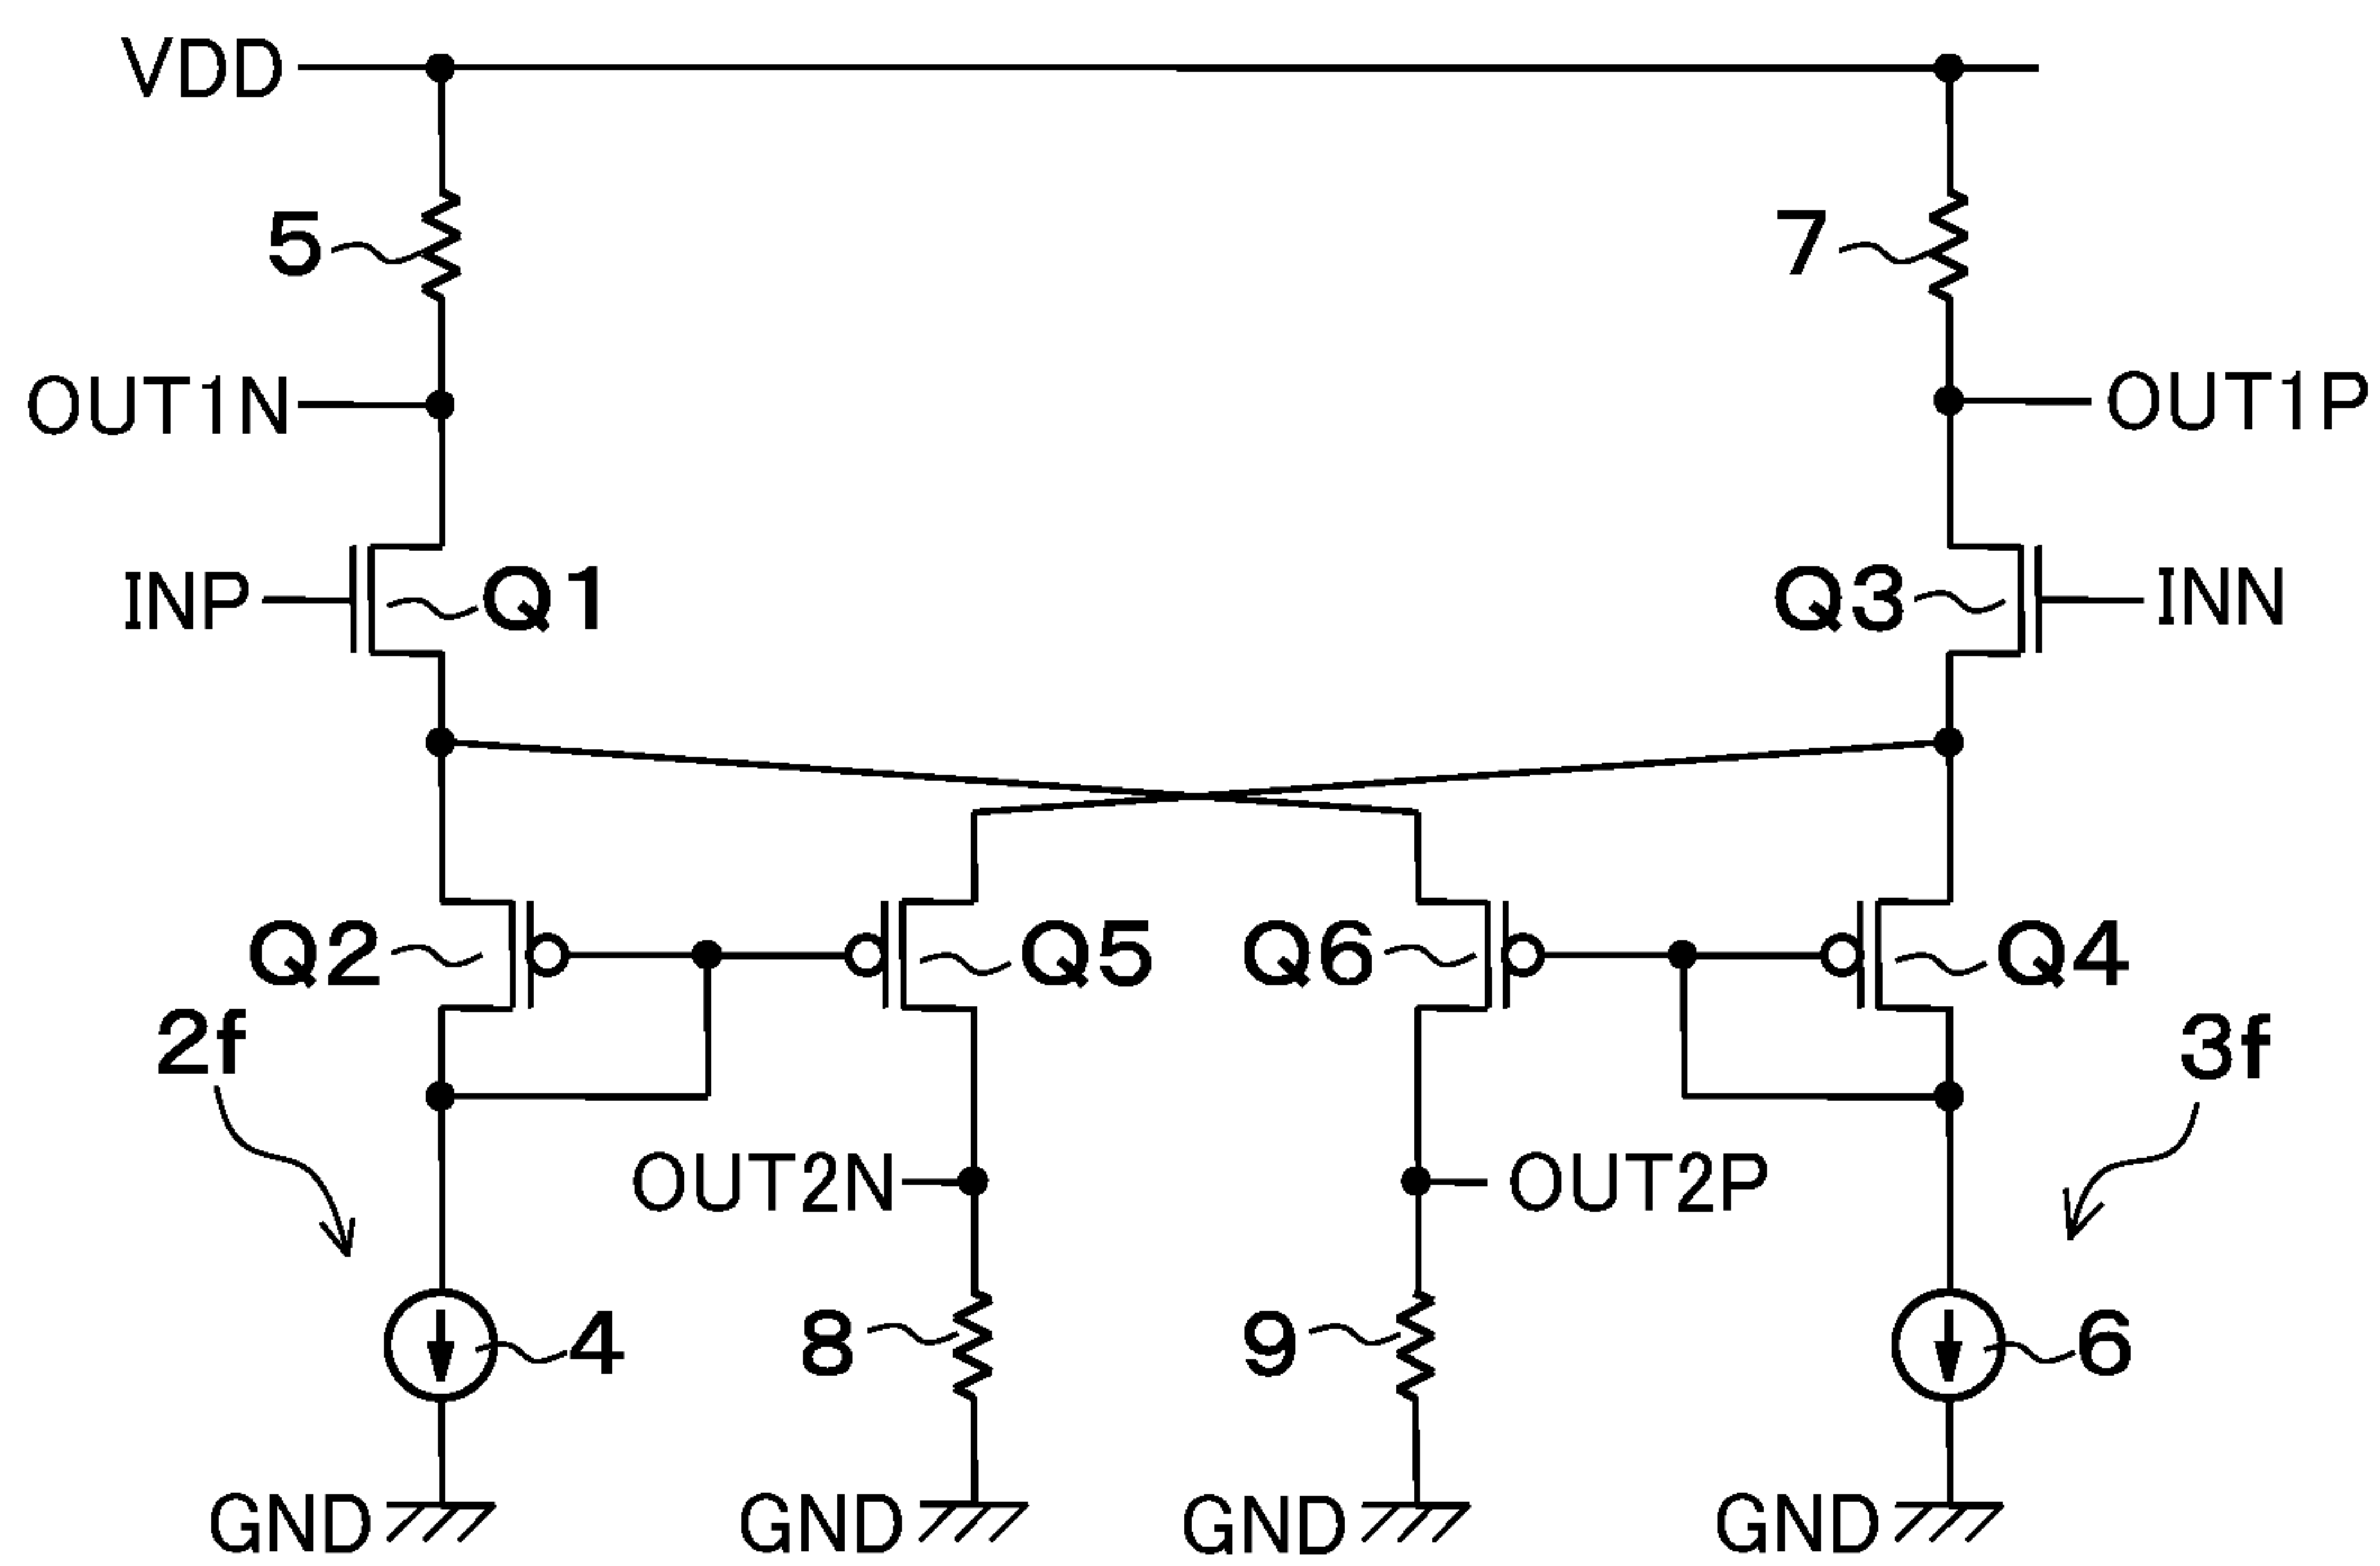 VDD
5
7
OUT1N
OUT1P
INP
Q1
Q3
INN
Q2
Q5
Q6
Q4
2f
3f
OUT2N
OUT2P
4
8
9
6
GND
GND
GND
GND